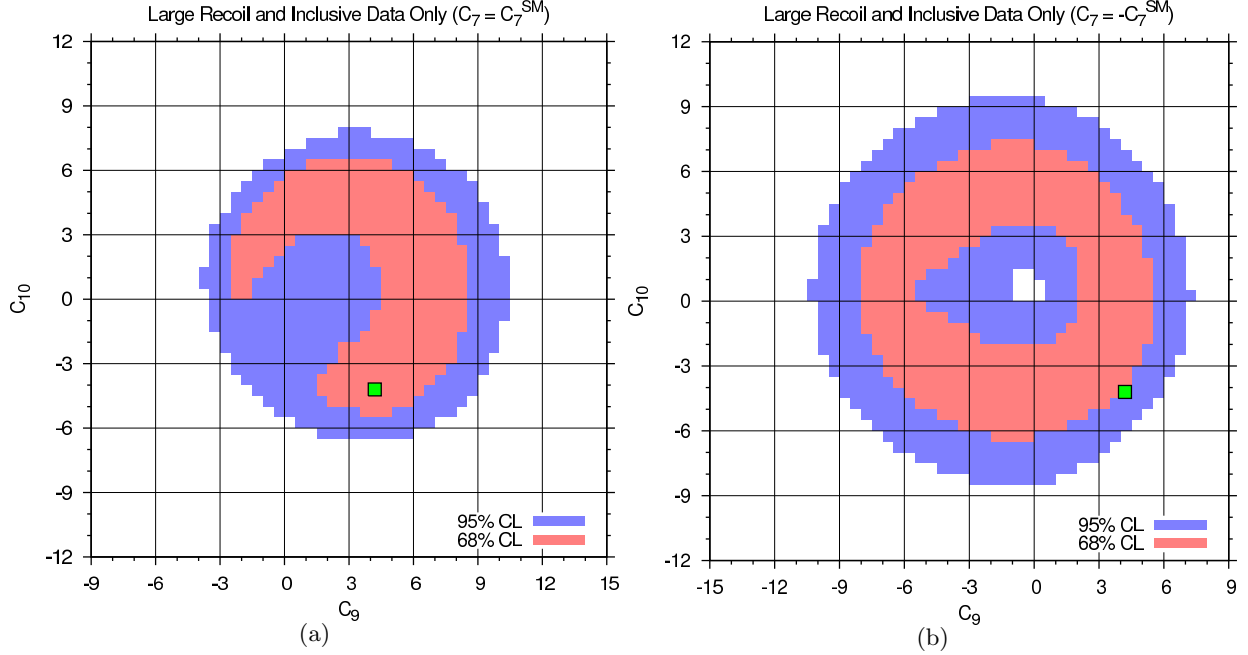 Large Recoil and Inclusive Data Only (C7 = C7SM)
12
9
6
3
0
-3
-6
-9
-12
C10
95% CL
68% CL
-9 -6 -3 0 3 6 9 12 15
C9
(a)
Large Recoil and Inclusive Data Only (C7 = -C7SM)
12
9
6
3
0
-3
-6
-9
-12
C10
95% CL
68% CL
-15 -12 -9 -6 -3 0 3 6 9
C9
(b)